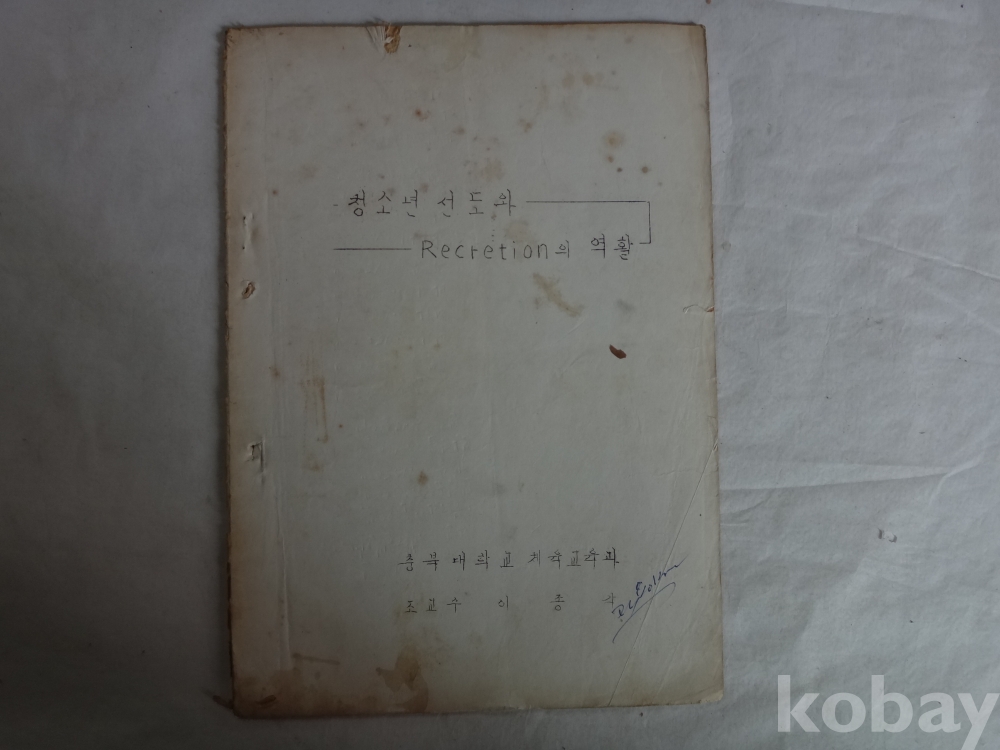 청소년 선도와
Recretion의 역활
충북대학교 체육교육과
조교수 이 종 각
kobay